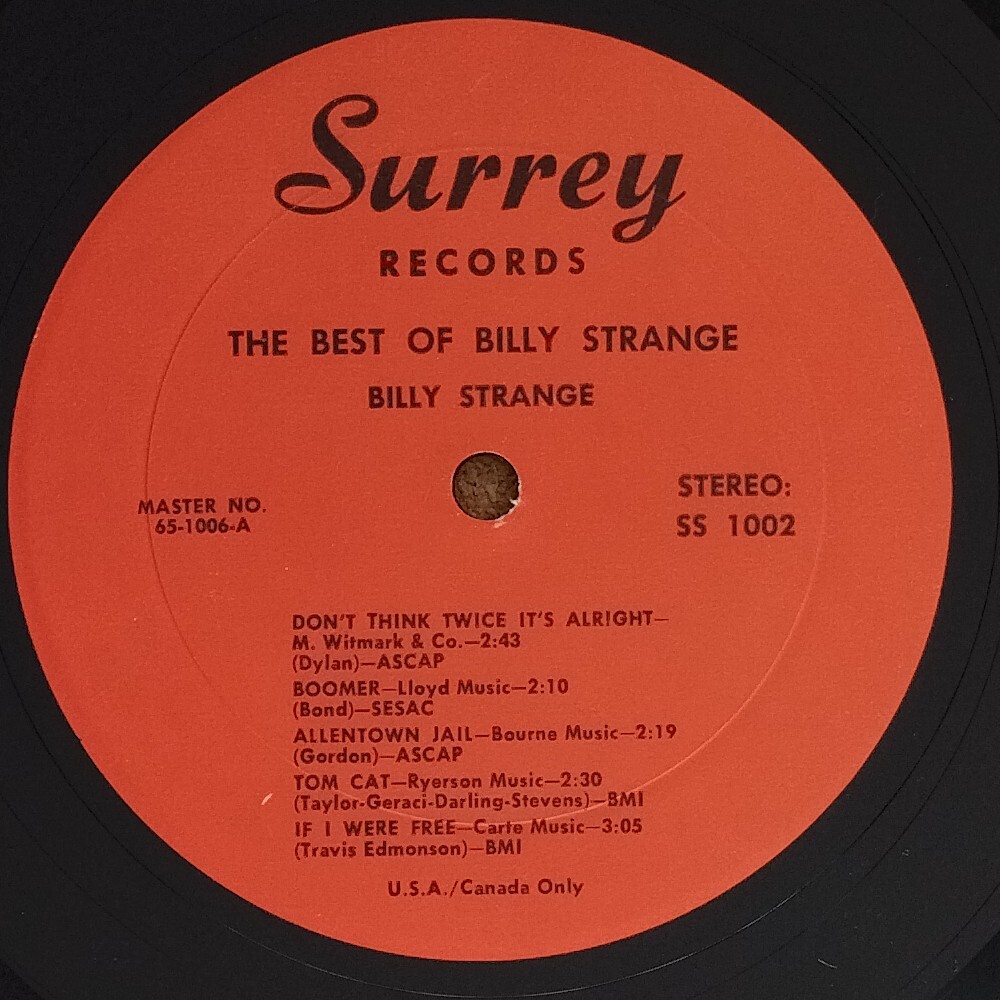 Surrey
RECORDS
THE BEST OF BILLY STRANGE
BILLY STRANGE
MASTER NO.
65-1006-A
STEREO:
SS 1002
DON'T THINK TWICE IT'S ALRIGHT—
M. Witmark & Co.—2:43
(Dylan)—ASCAP
BOOMER—Lloyd Music—2:10
(Bond)—SESAC
ALLENTOWN JAIL—Bourne Music—2:19
(Gordon)—ASCAP
TOM CAT—Ryerson Music—2:30
(Taylor-Geraci-Darling-Stevens)—BMI
IF I WERE FREE—Carte Music—3:05
(Travis Edmonson)—BMI
U.S.A./Canada Only